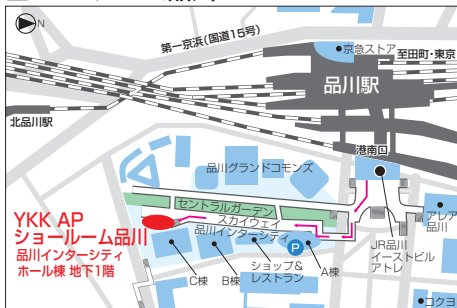 N
第一京浜(国道15号)
京急ストア
至田町・東京
品川駅
北品川駅
港南口
品川グランドコモンズ
セントラルガーデン
スカイウェイ
品川インターシティ
YKK AP
ショールーム品川
品川インターシティ
ホール棟 地下1階
P
アレア
品川
JR品川
イーストビル
アトレ
C棟
B棟
ショップ&
レストラン
A棟
コクヨ